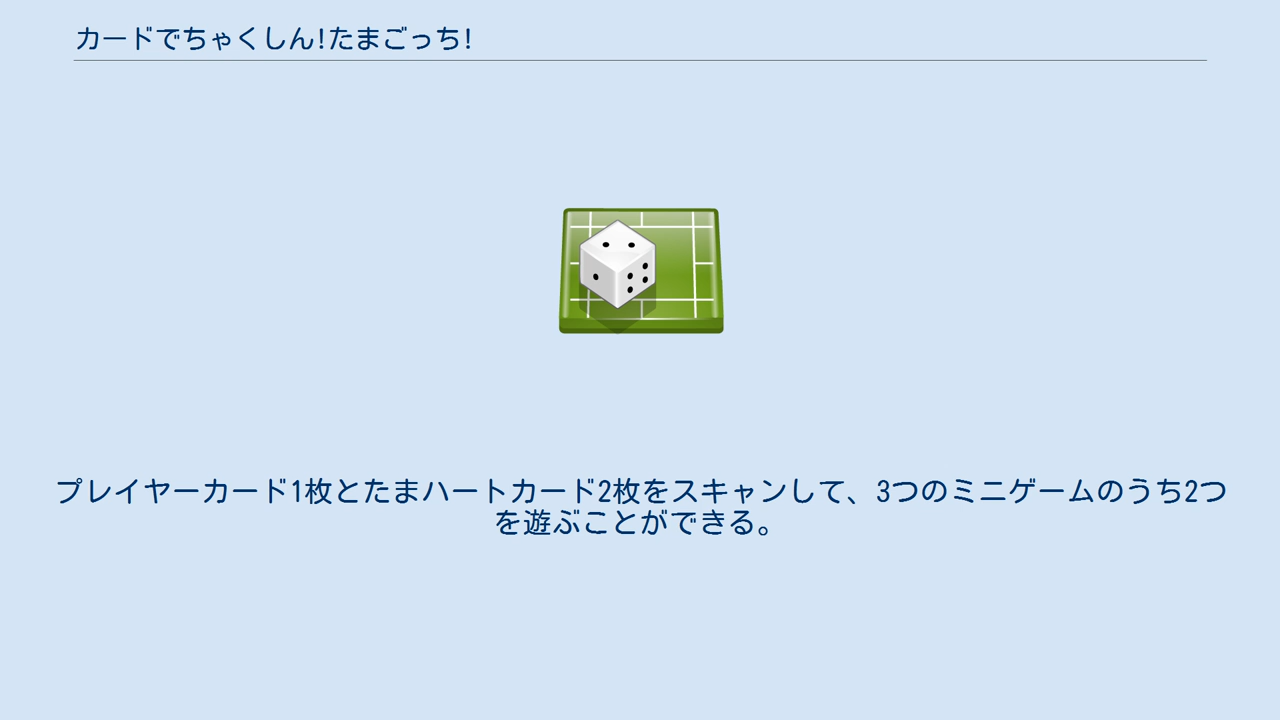 カードでちゃくしん!たまごっち!
プレイヤーカード1枚とたまハートカード2枚をスキャンして、3つのミニゲームのうち2つ
を遊ぶことができる。